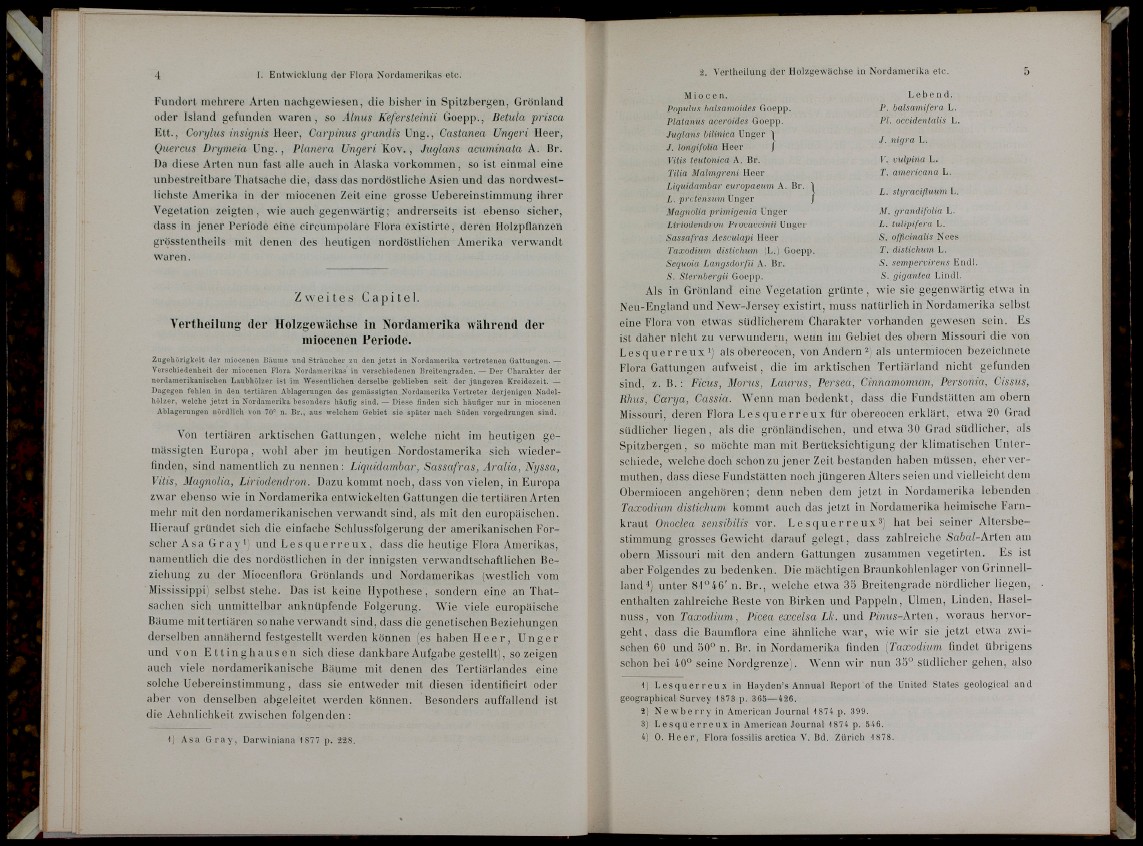 4
1. Entwicklung der Flora Nordamerikas etc.
Fundort mehrere Arten nachgewiesen, die bisher in Spitzbergen, Grönland
oder Island gefunden waren, so Alnus Kefersteinii Goepp., Betula prisca
Ett., Corylus insignis Heer, Carpinus grandis Ung., Castanea Ungeri Heer,
Quercus Drymeia Ung., Planera Ungeri Kov., Juglans acuminata A. Br.
Da diese Arten nun fast alle auch in Alaska vorkommen, so ist einmal eine
unbestreitbare Thatsache die, dass das nordöstliche Asien und das nordwest-
lichste Amerika in der miocenen Zeit eine grosse Uebereinstimmung ihrer
Vegetation zeigten, wie auch gegenwärtig; andrerseits ist ebenso sicher,
dass in jener Periode eine circumpoläre Flora existirte, deren Holzpflanzen
grösstentheils mit denen des heutigen nordöstlichen Amerika verwandt
waren.
Zweites Capitel.
Vertheilung der Holzgewächse in Nordamerika während der
miocenen Periode.
Zugehörigkeit der miocenen Bäume und Sträucher zu den jetzt in Nordamerika vertretenen Gattungen. —
Verschiedenheit der miocenen Flora Nordamerikas in verschiedenen Breitengraden. — Der Charakter der
nordamerikanischen Laubhölzer ist im Wesentlichen derselbe geblieben seit der jüngeren Kreidezeit. —
Dagegen fehlen in den tertiären Ablagerungen des gemässigten Nordamerika Vertreter derjenigen Nadel-
hölzer, welche jetzt in Nordamerika besonders häufig sind. — Diese finden sich häufiger nur in miocenen
Ablagerungen nördlich von 70° n. Br., aus welchem Gebiet sie später nach Süden vorgedrungen sind.
Von tertiären arktischen Gattungen, welche nicht im heutigen ge-
mässigten Europa, wohl aber im heutigen Nordostamerika sich wieder-
finden, sind namentlich zu nennen: Liquidambar, Sassafras, Aralia, Nyssa,
Vitis, Magnolia, Liriodendron. Dazu kommt noch, dass von vielen, in Europa
zwar ebenso wie in Nordamerika entwickelten Gattungen die tertiären Arten
mehr mit den nordamerikanischen verwandt sind, als mit den europäischen.
Hierauf gründet sich die einfache Schlussfolgerung der amerikanischen For-
scher Asa Gray 1) und Lesquerreux, dass die heutige Flora Amerikas,
namentlich die des nordöstlichen in der innigsten verwandtschaftlichen Be-
ziehung zu der Miocenflora Grönlands und Nordamerikas (westlich vom
Mississippi) selbst stehe. Das ist keine Hypothese, sondern eine an That-
sachen sich unmittelbar anknüpfende Folgerung. Wie viele europäische
Bäume mit tertiären so nahe verwandt sind, dass die genetischen Beziehungen
derselben annähernd festgestellt werden können (es haben Heer, Unger
und von Ettinghausen sich diese dankbare Aufgabe gestellt), so zeigen
auch viele nordamerikanische Bäume mit denen des Tertiärlandes eine
solche Uebereinstimmung, dass sie entweder mit diesen identificirt oder
aber von denselben abgeleitet werden können. Besonders auffallend ist
die Aehnlichkeit zwischen folgenden:
1) Asa Gray, Darwiniana 1877 p. 228.
2. Vertheilung der Holzgewächse in Nordamerika etc.
5
Miocen. Lebend.
Populus balsamoides Goepp. P. balsamifera L.
Platanus aceroides Goepp. Pl. occidentalis L.
Juglans bilinica Unger }
J. longifolia Heer } J. nigra L.
Vitis teutonica A. Br. V. vulpina L.
Tilia Malmgreni Heer T. americana L.
Liquidambar europaeum A. Br. }
L. protensum Unger } L. styracifluum L.
Magnolia primigenia Unger M. grandifolia L.
Liriodendron Procaccinii Unger L. tulipifera L.
Sassafras Aesculapi Heer S. officinalis Nees
Taxodium distichum (L.) Goepp. T. distichum L.
Sequoia Langsdorfii A. Br. S. sempervirens Endl.
S. Sternbergii Goepp. S. gigantea Lindl.
Als in Grönland eine Vegetation grünte, wie sie gegenwärtig etwa in
Neu-England und New-Jersey existirt, muss natürlich in Nordamerika selbst
eine Flora von etwas südlicherem Charakter vorhanden gewesen sein. Es
ist daher nicht zu verwundern, wenn im Gebiet des obern Missouri die von
Lesquerreux 1) als obereocen, von Andern 2) als untermiocen bezeichnete
Flora Gattungen aufweist, die im arktischen Tertiärland nicht gefunden
sind, z. B.: Ficus, Morus, Laurus, Persea, Cinnamomum, Personia, Cissus,
Rhus, Carya, Cassia. Wenn man bedenkt, dass die Fundstätten am obern
Missouri, deren Flora Lesquerreux für obereocen erklärt, etwa 20 Grad
südlicher liegen, als die grönländischen, und etwa 30 Grad südlicher, als
Spitzbergen, so möchte man mit Berücksichtigung der klimatischen Unter-
schiede, welche doch schon zu jener Zeit bestanden haben müssen, eher ver-
muthen, dass diese Fundstätten noch jüngeren Alters seien und vielleicht dem
Obermiocen angehören; denn neben dem jetzt in Nordamerika lebenden
Taxodium distichum kommt auch das jetzt in Nordamerika heimische Farn-
kraut Onoclea sensibilis vor. Lesquerreux 3) hat bei seiner Altersbe-
stimmung grosses Gewicht darauf gelegt, dass zahlreiche Sabal-Arten am
obern Missouri mit den andern Gattungen zusammen vegetirten. Es ist
aber Folgendes zu bedenken. Die mächtigen Braunkohlenlager von Grinnell-
land 4) unter 81° 46′ n. Br., welche etwa 35 Breitengrade nördlicher liegen,
enthalten zahlreiche Reste von Birken und Pappeln, Ulmen, Linden, Hasel-
nuss, von Taxodium, Picea excelsa Lk. und Pinus-Arten, woraus hervor-
geht, dass die Baumflora eine ähnliche war, wie wir sie jetzt etwa zwi-
schen 60 und 50° n. Br. in Nordamerika finden (Taxodium findet übrigens
schon bei 40° seine Nordgrenze). Wenn wir nun 35° südlicher gehen, also
1) Lesquerreux in Hayden's Annual Report of the United States geological and
geographical Survey 1873 p. 365—426.
2) Newberry in American Journal 1874 p. 399.
3) Lesquerreux in American Journal 1874 p. 546.
4) O. Heer, Flora fossilis arctica V. Bd. Zürich 1878.